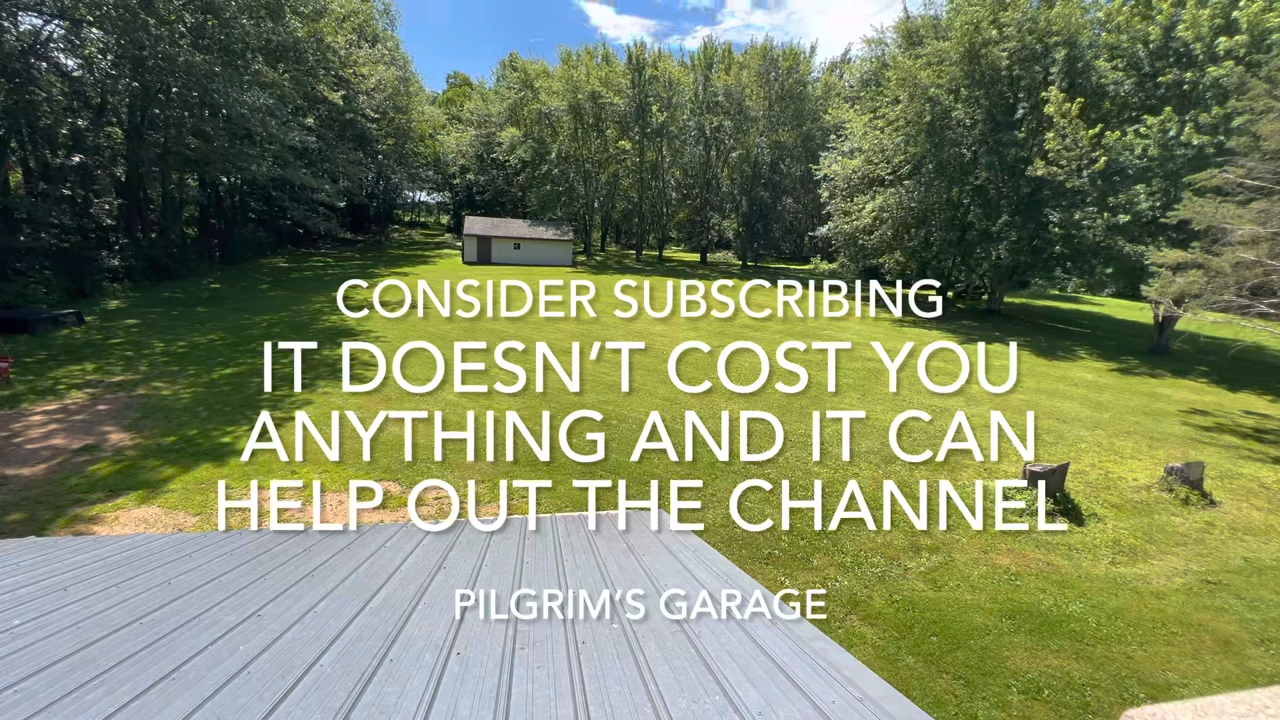 CONSIDER SUBSCRIBING
IT DOESN’T COST YOU
ANYTHING AND IT CAN
HELP OUT THE CHANNEL
PILGRIM’S GARAGE